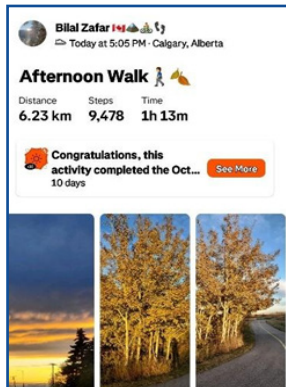 Bilal Zafar 🇨🇦🏔️🚴👣
Today at 5:05 PM · Calgary, Alberta
Afternoon Walk 🚶🍂
Distance Steps Time
6.23 km 9,478 1h 13m
Congratulations, this
activity completed the Oct...
See More
10 days